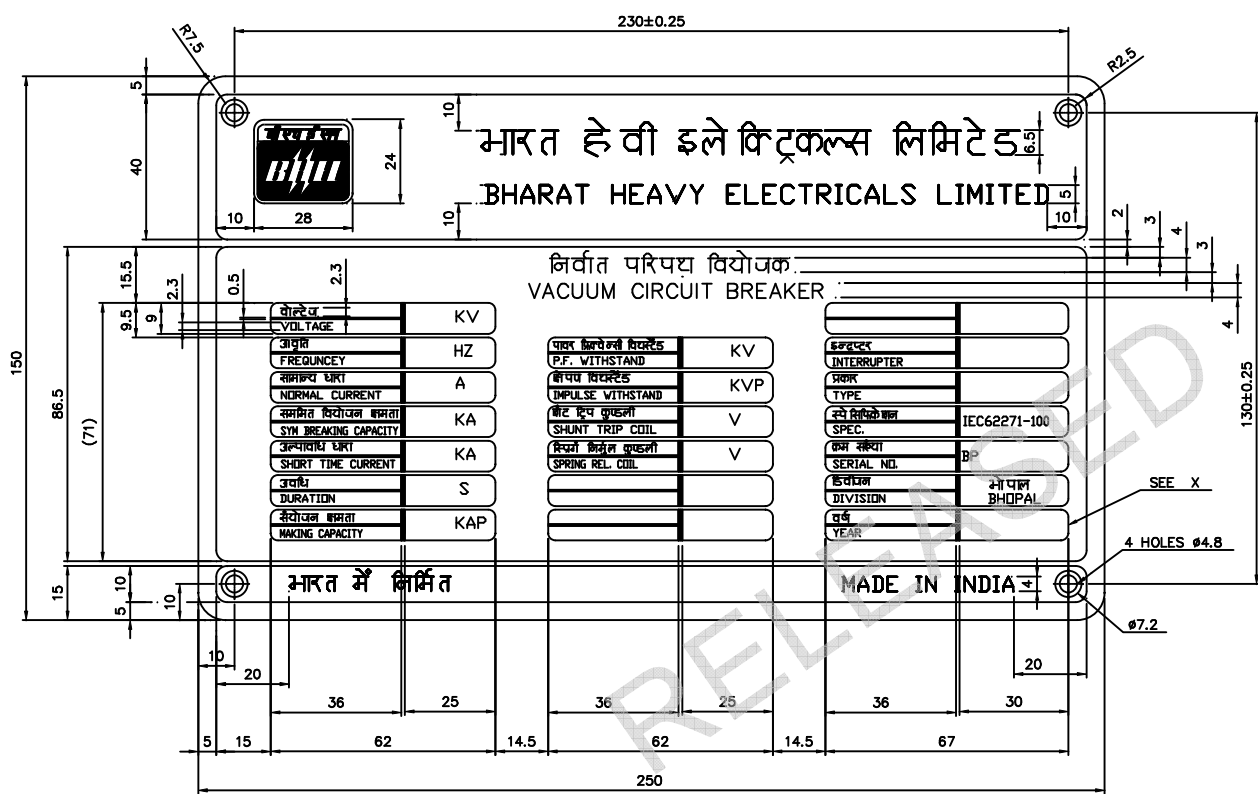 230±0.25
R7.5
R2.5
5
10
40
बीएचईएल
24
भारत हेवी इलेक्ट्रिकल्स लिमिटेड
6.5
BHARAT HEAVY ELECTRICALS LIMITED
5
10
28
10
10
2
3
4
3
निर्वात परिपथ वियोजक
VACUUM CIRCUIT BREAKER
4
15.5
2.3
0.5
2.3
9.5
9
150
86.5
(71)
130±0.25
वोल्टेज
VOLTAGE
KV
आवृति
FREQUNCEY
HZ
सामान्य धारा
NORMAL CURRENT
A
सममित वियोजन क्षमता
SYM BREAKING CAPACITY
KA
अल्पावधि धारा
SHORT TIME CURRENT
KA
अवधि
DURATION
S
संयोजन क्षमता
MAKING CAPACITY
KAP
पावर फ्रिक्वेन्सी विथस्टैंड
P.F. WITHSTAND
KV
IMPULSE WITHSTAND
KVP
शंट ट्रिप कुण्डली
SHUNT TRIP COIL
V
SPRING REL. COIL
V
इन्टरप्टर
INTERRUPTER
प्रकार
TYPE
स्पेसिफिकेशन
SPEC.
IEC62271-100
क्रम संख्या
SERIAL NO.
BP
डिवीजन
DIVISION
भोपाल
BHOPAL
वर्ष
YEAR
SEE X
4 HOLES ø4.8
ø7.2
15
10
5
10
भारत में निर्मित
MADE IN INDIA
4
10
20
20
36
25
36
25
36
30
5
15
62
14.5
62
14.5
67
250
RELEASED